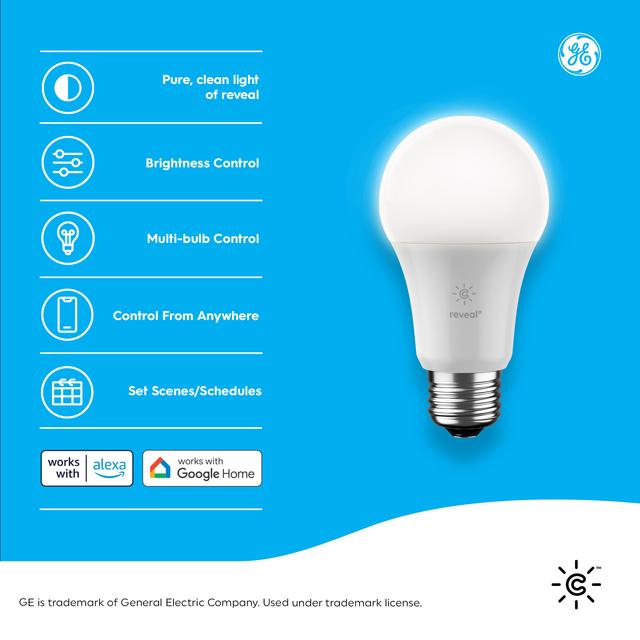 GE
Pure, clean light
of reveal
Brightness Control
Multi-bulb Control
Control From Anywhere
Set Scenes/Schedules
C
reveal®
works
with
alexa
works with
Google Home
C™
GE is trademark of General Electric Company. Used under trademark license.